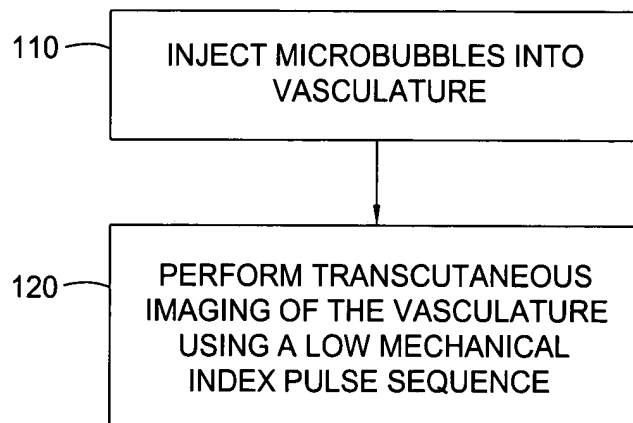 110
INJECT MICROBUBBLES INTO
VASCULATURE
120
PERFORM TRANSCUTANEOUS
IMAGING OF THE VASCULATURE
USING A LOW MECHANICAL
INDEX PULSE SEQUENCE